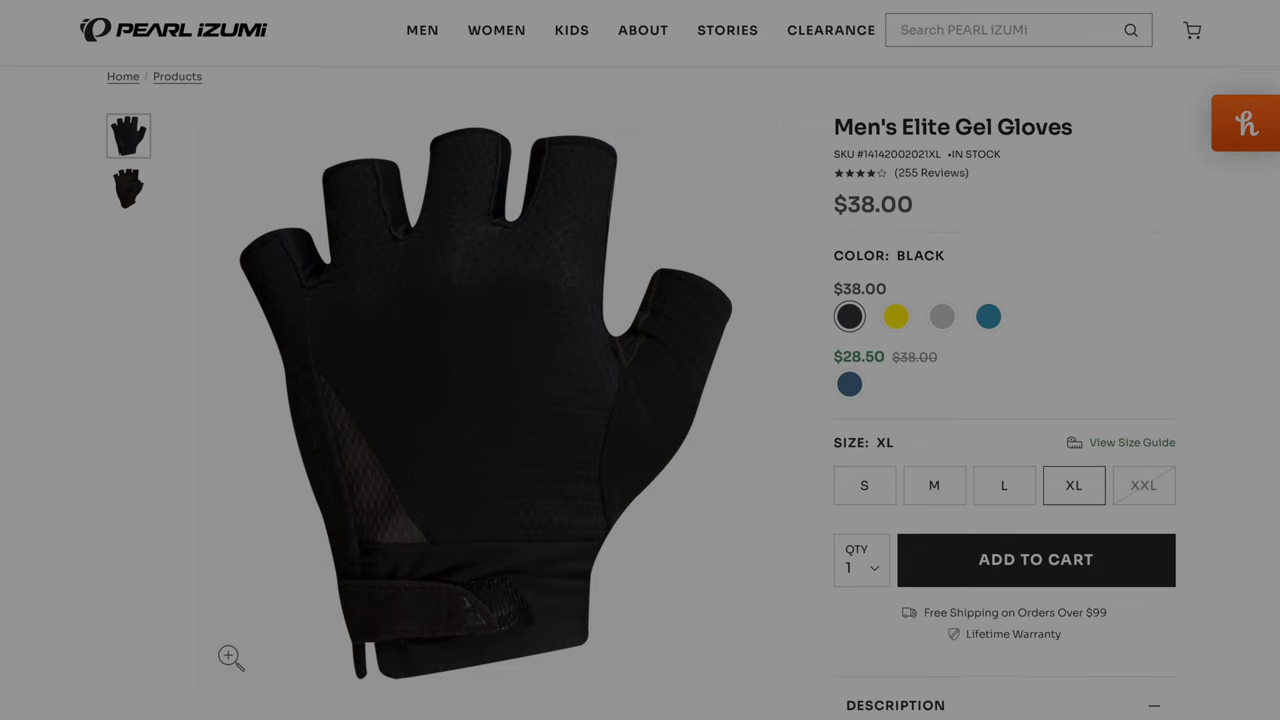 PEARL iZUMi
MEN WOMEN KIDS ABOUT STORIES CLEARANCE
Search PEARL iZUMi
Home / Products
Men's Elite Gel Gloves
SKU #14142002021XL •IN STOCK
(255 Reviews)
$38.00
COLOR: BLACK
$38.00
$28.50 $38.00
SIZE: XL
View Size Guide
S M L XL XXL
QTY
1
ADD TO CART
Free Shipping on Orders Over $99
Lifetime Warranty
DESCRIPTION